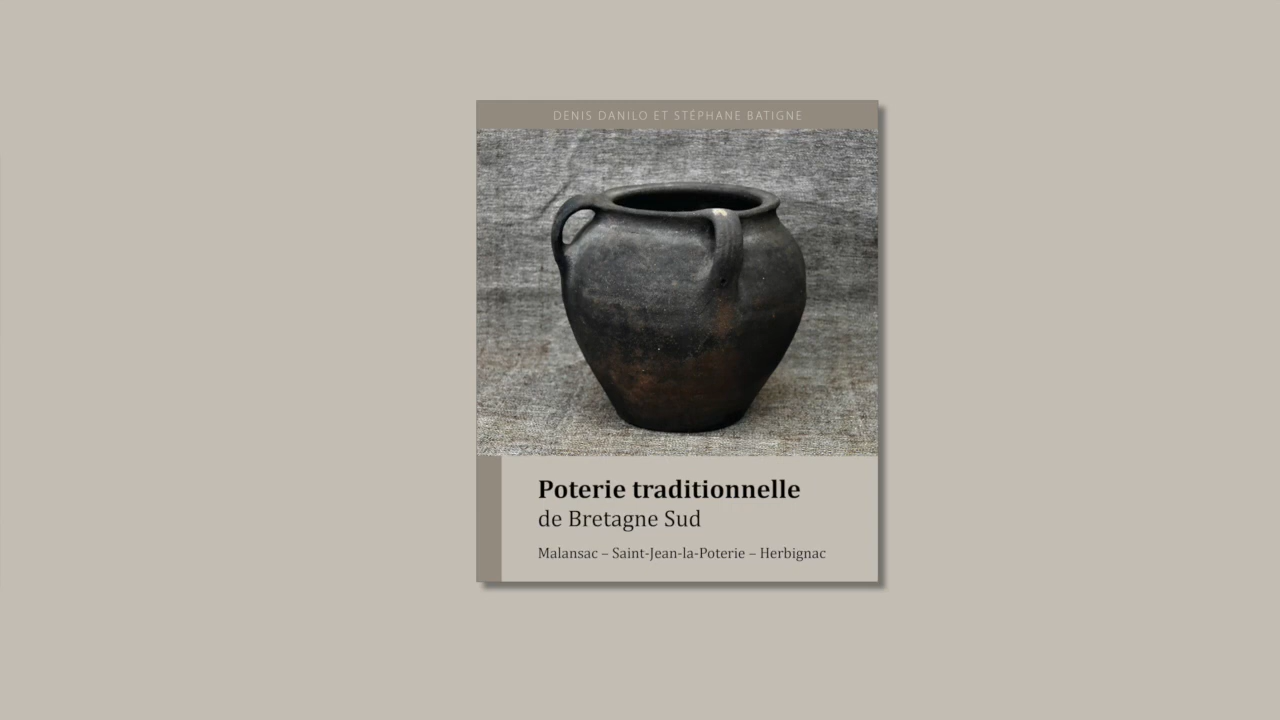 DENIS DANILO ET STÉPHANE BATIGNE
Poterie traditionnelle
de Bretagne Sud
Malansac – Saint-Jean-la-Poterie – Herbignac